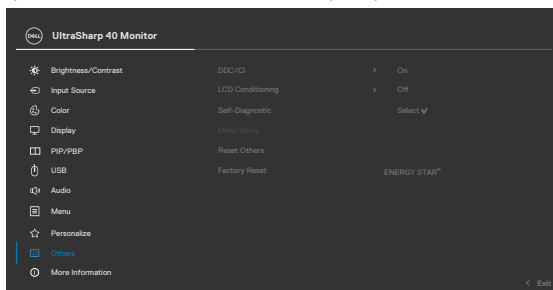 DELL UltraSharp 40 Monitor
Brightness/Contrast DDC/CI > On
Input Source LCD Conditioning > Off
Color Self-Diagnostic Select ✓
Display Menu Voice
PIP/PBP Reset Others
USB Factory Reset ENERGY STAR®
Audio
Menu
Personalize
Others
More Information
< Exit